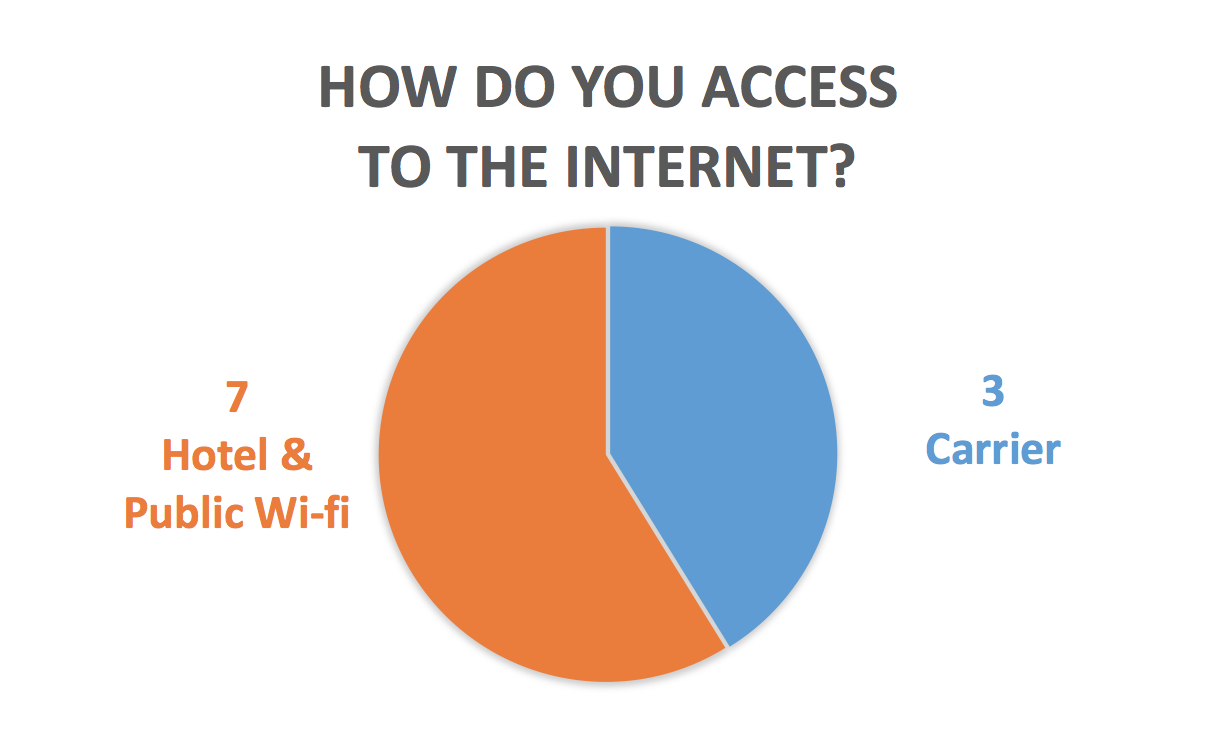 HOW DO YOU ACCESS
TO THE INTERNET?
7
Hotel &
Public Wi-fi
3
Carrier